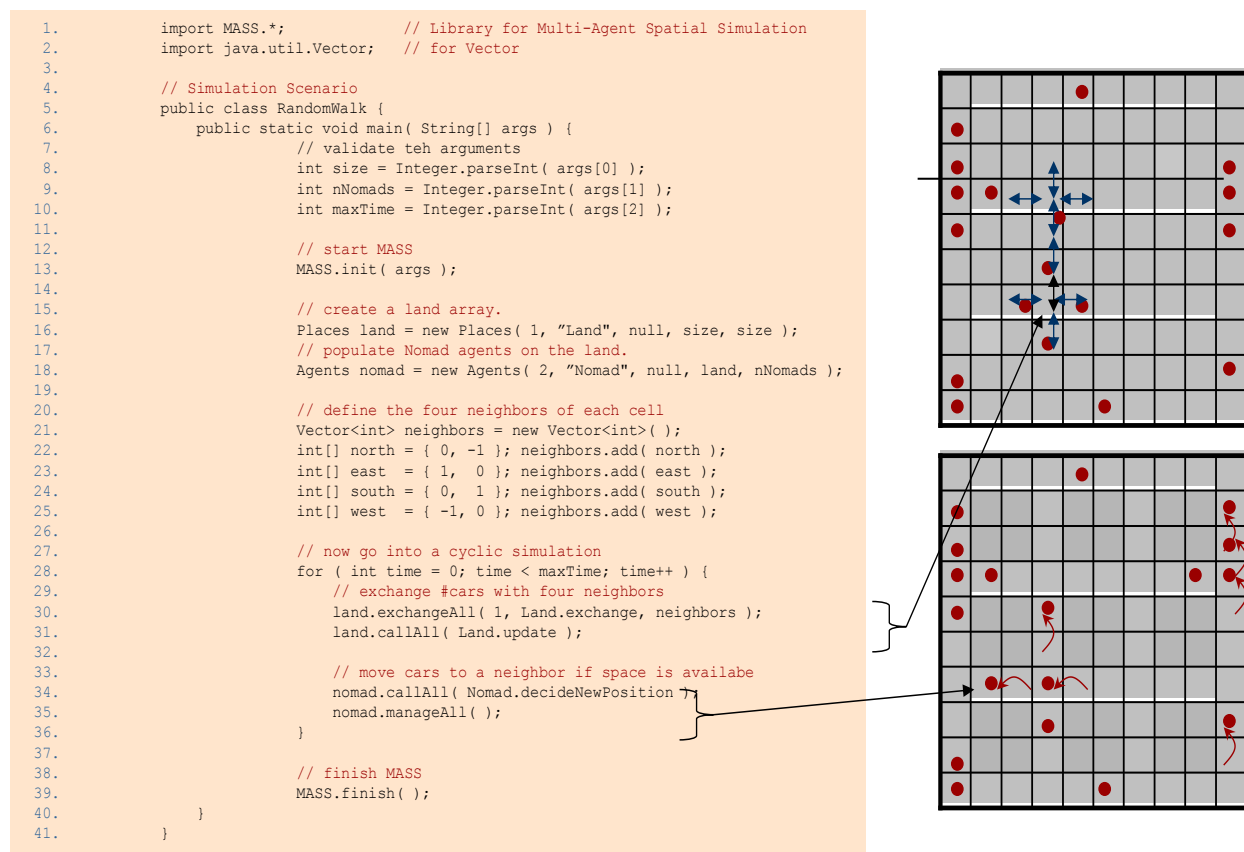 1. import MASS.*; // Library for Multi-Agent Spatial Simulation
2. import java.util.Vector; // for Vector
3.
4. // Simulation Scenario
5. public class RandomWalk {
6. public static void main( String[] args ) {
7. // validate teh arguments
8. int size = Integer.parseInt( args[0] );
9. int nNomads = Integer.parseInt( args[1] );
10. int maxTime = Integer.parseInt( args[2] );
11.
12. // start MASS
13. MASS.init( args );
14.
15. // create a land array.
16. Places land = new Places( 1, ”Land", null, size, size );
17. // populate Nomad agents on the land.
18. Agents nomad = new Agents( 2, ”Nomad", null, land, nNomads );
19.
20. // define the four neighbors of each cell
21. Vector<int> neighbors = new Vector<int>( );
22. int[] north = { 0, -1 }; neighbors.add( north );
23. int[] east = { 1, 0 }; neighbors.add( east );
24. int[] south = { 0, 1 }; neighbors.add( south );
25. int[] west = { -1, 0 }; neighbors.add( west );
26.
27. // now go into a cyclic simulation
28. for ( int time = 0; time < maxTime; time++ ) {
29. // exchange #cars with four neighbors
30. land.exchangeAll( 1, Land.exchange, neighbors );
31. land.callAll( Land.update );
32.
33. // move cars to a neighbor if space is availabe
34. nomad.callAll( Nomad.decideNewPosition );
35. nomad.manageAll( );
36. }
37.
38. // finish MASS
39. MASS.finish( );
40. }
41. }